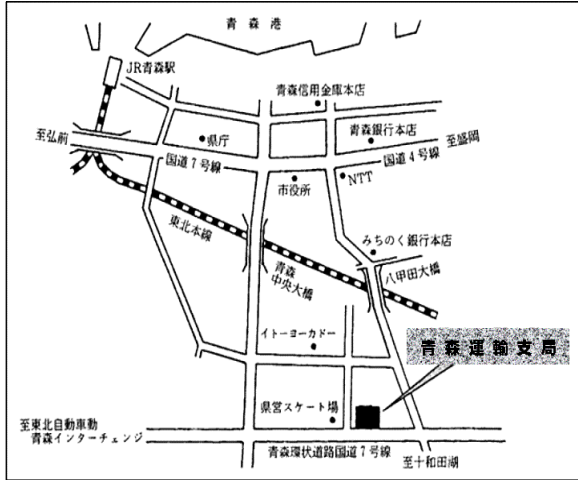 青森港
JR青森駅
青森信用金庫本店
青森銀行本店
至盛岡
至弘前
県庁
国道7号線
国道4号線
市役所
NTT
東北本線
みちのく銀行本店
青森
中央大橋
八甲田大橋
イトーヨーカドー
青森運輸支局
県営スケート場
至東北自動車動
青森インターチェンジ
青森環状道路国道7号線
至十和田湖